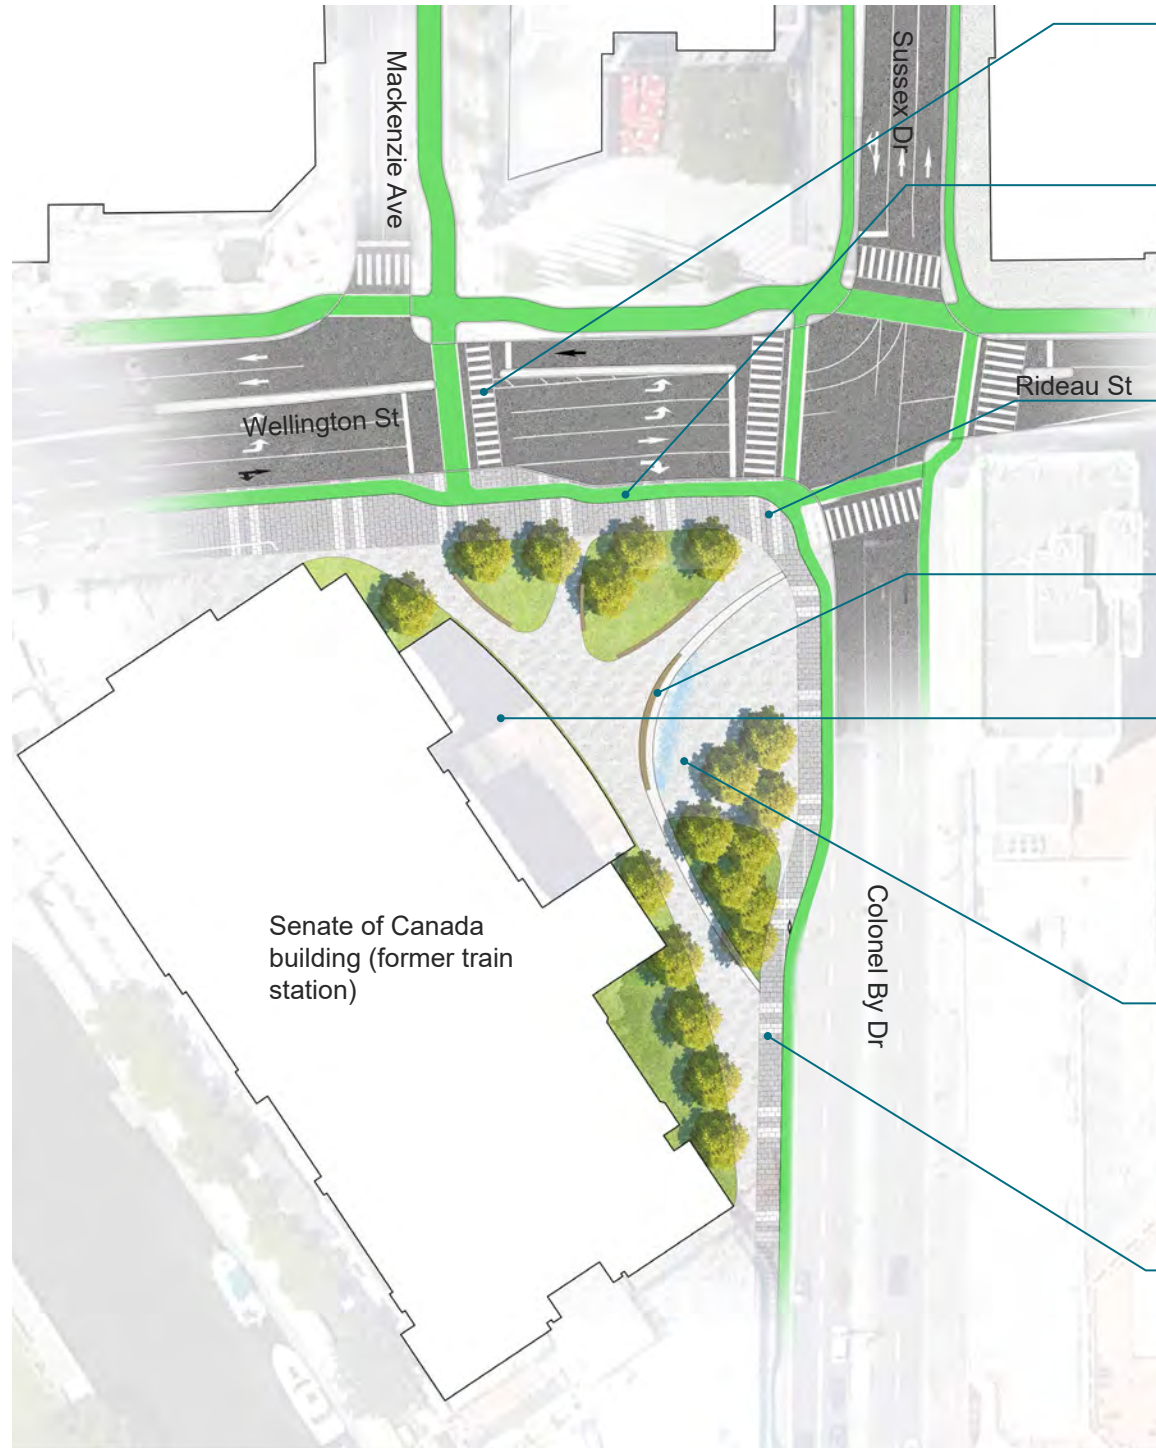 Mackenzie Ave
Sussex Dr
Rideau St
Wellington St
Senate of Canada
building (former train
station)
Colonel By Dr